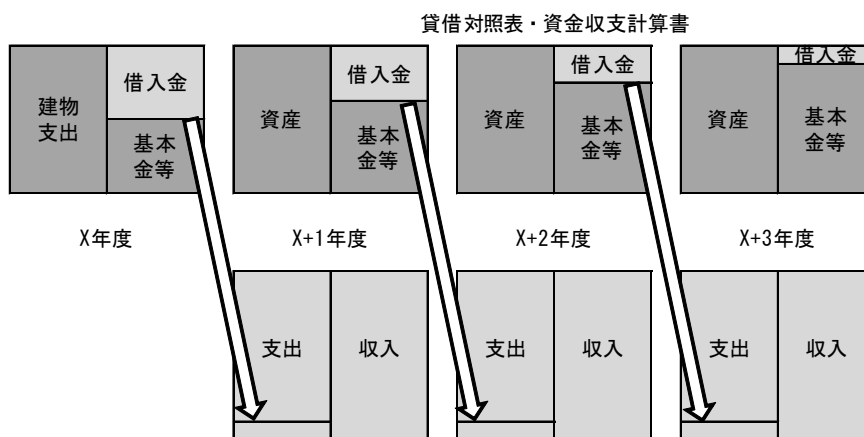 貸借対照表・資金収支計算書
建物
支出
借入金
基本
金等
資産
借入金
基本
金等
資産
借入金
基本
金等
資産
借入金
基本
金等
X年度
X+1年度
X+2年度
X+3年度
支出
収入
支出
収入
支出
収入